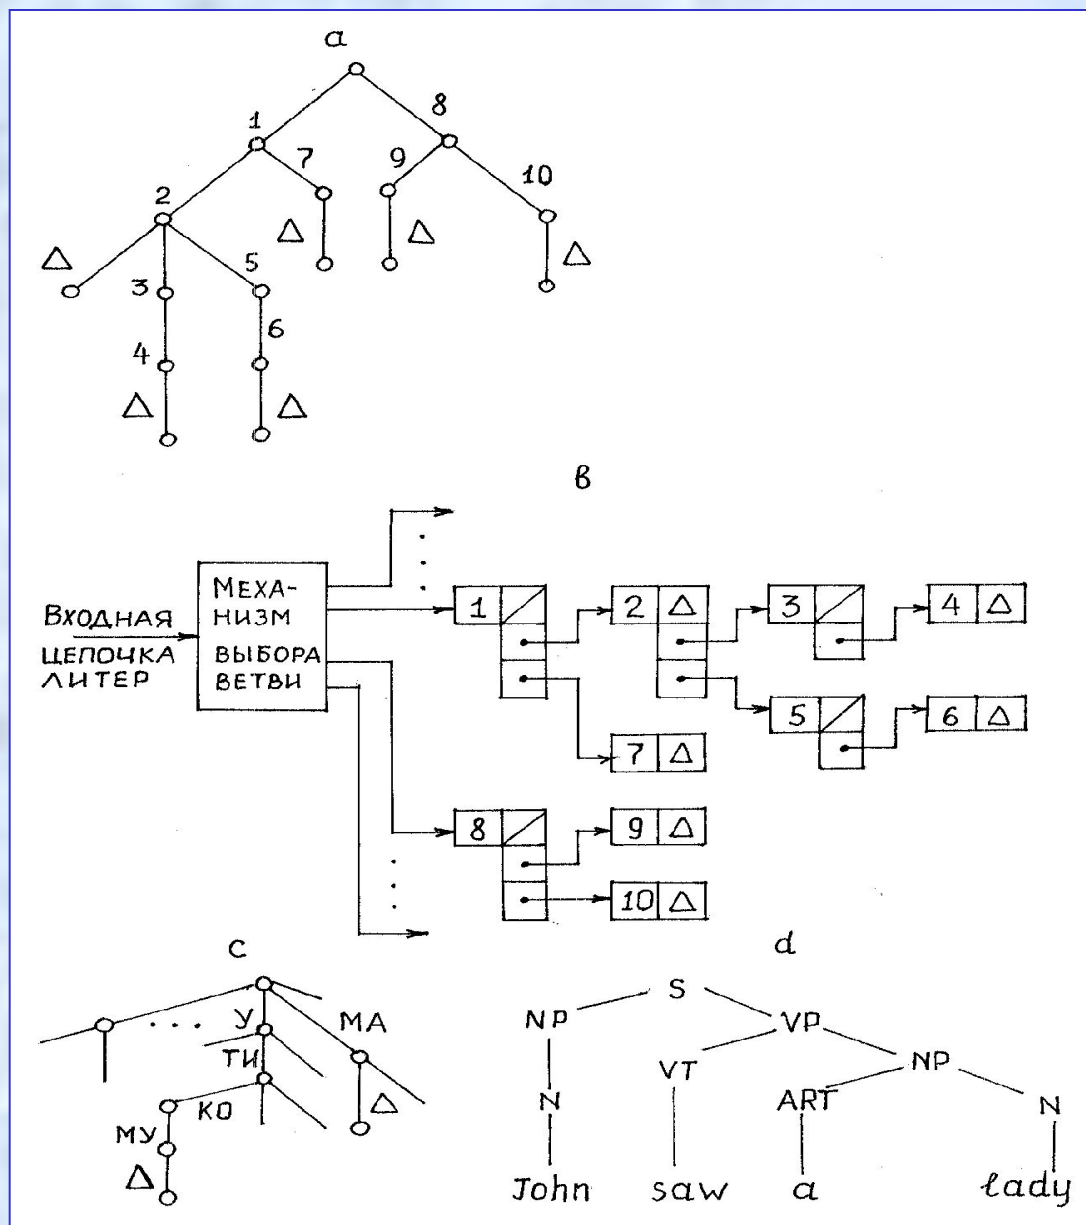 a
1
8
7
9
10
2
△
△
△
△
5
3
6
4
△
△
в
МЕХА-
НИЗМ
ВЫБОРА
ВЕТВИ
ВХОДНАЯ
ЦЕПОЧКА
ЛИТЕР
1
2 △
3
4 △
5
6 △
7 △
8
9 △
10 △
c
У
МА
ТИ
КО
△
МУ
△
d
S
NP
VP
VT
NP
N
ART
N
John
saw
a
lady